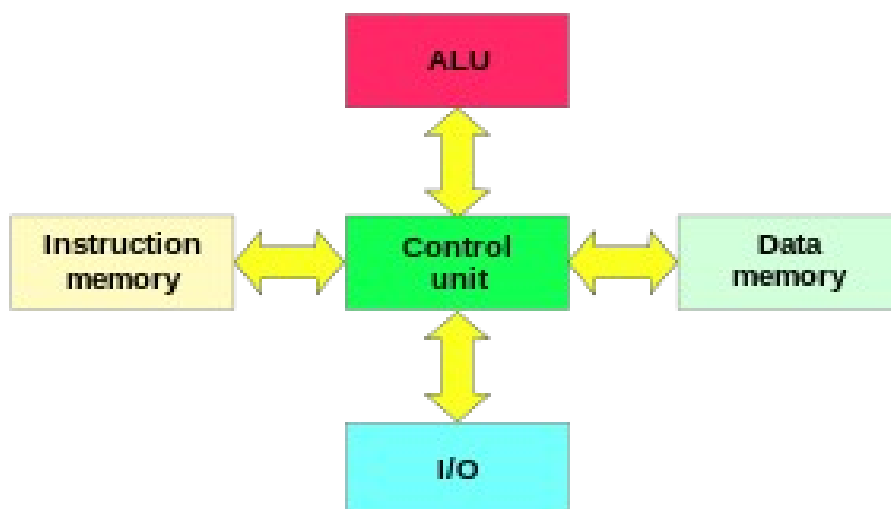 ALU
Instruction
memory
Control
unit
Data
memory
I/O